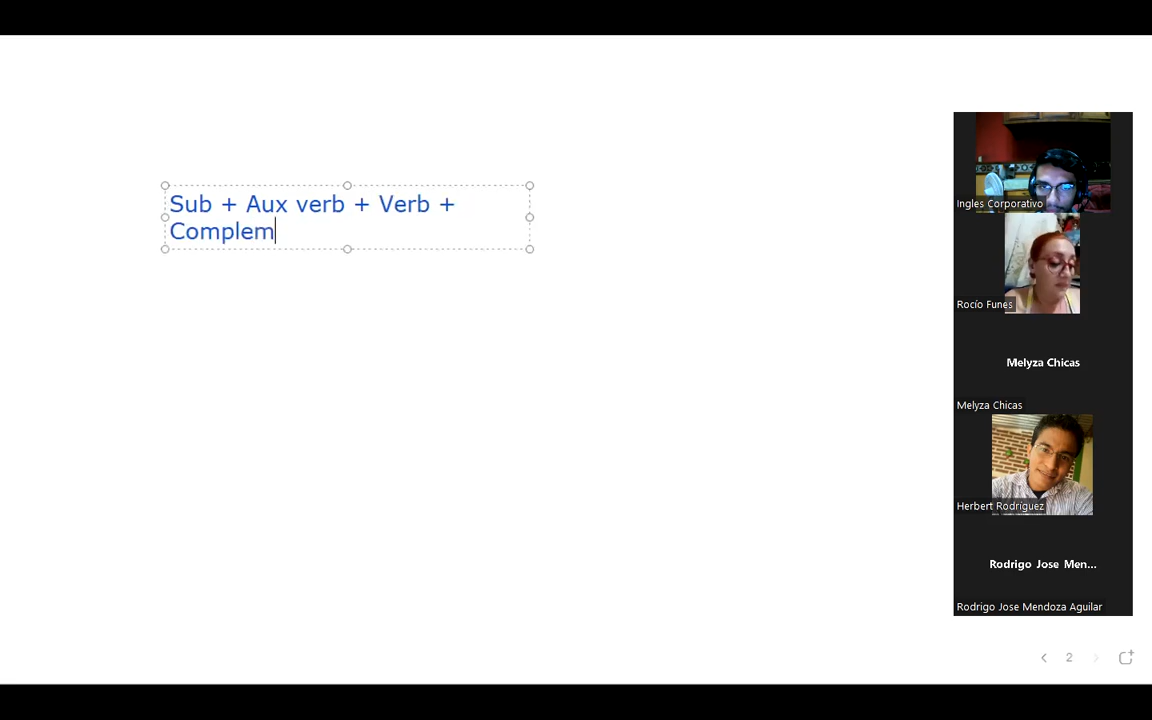 Sub + Aux verb + Verb +
Complem
Ingles Corporativo
Rocío Funes
Melyza Chicas
Melyza Chicas
Herbert Rodríguez
Rodrigo Jose Men...
Rodrigo Jose Mendoza Aguilar
2